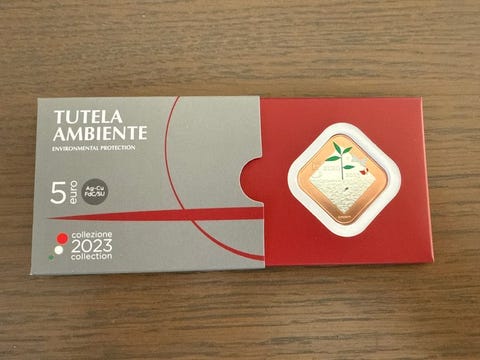 TUTELA
AMBIENTE
ENVIRONMENTAL PROTECTION
5 euro
Ag-Cu
FdC/SU
collezione
2023
collection